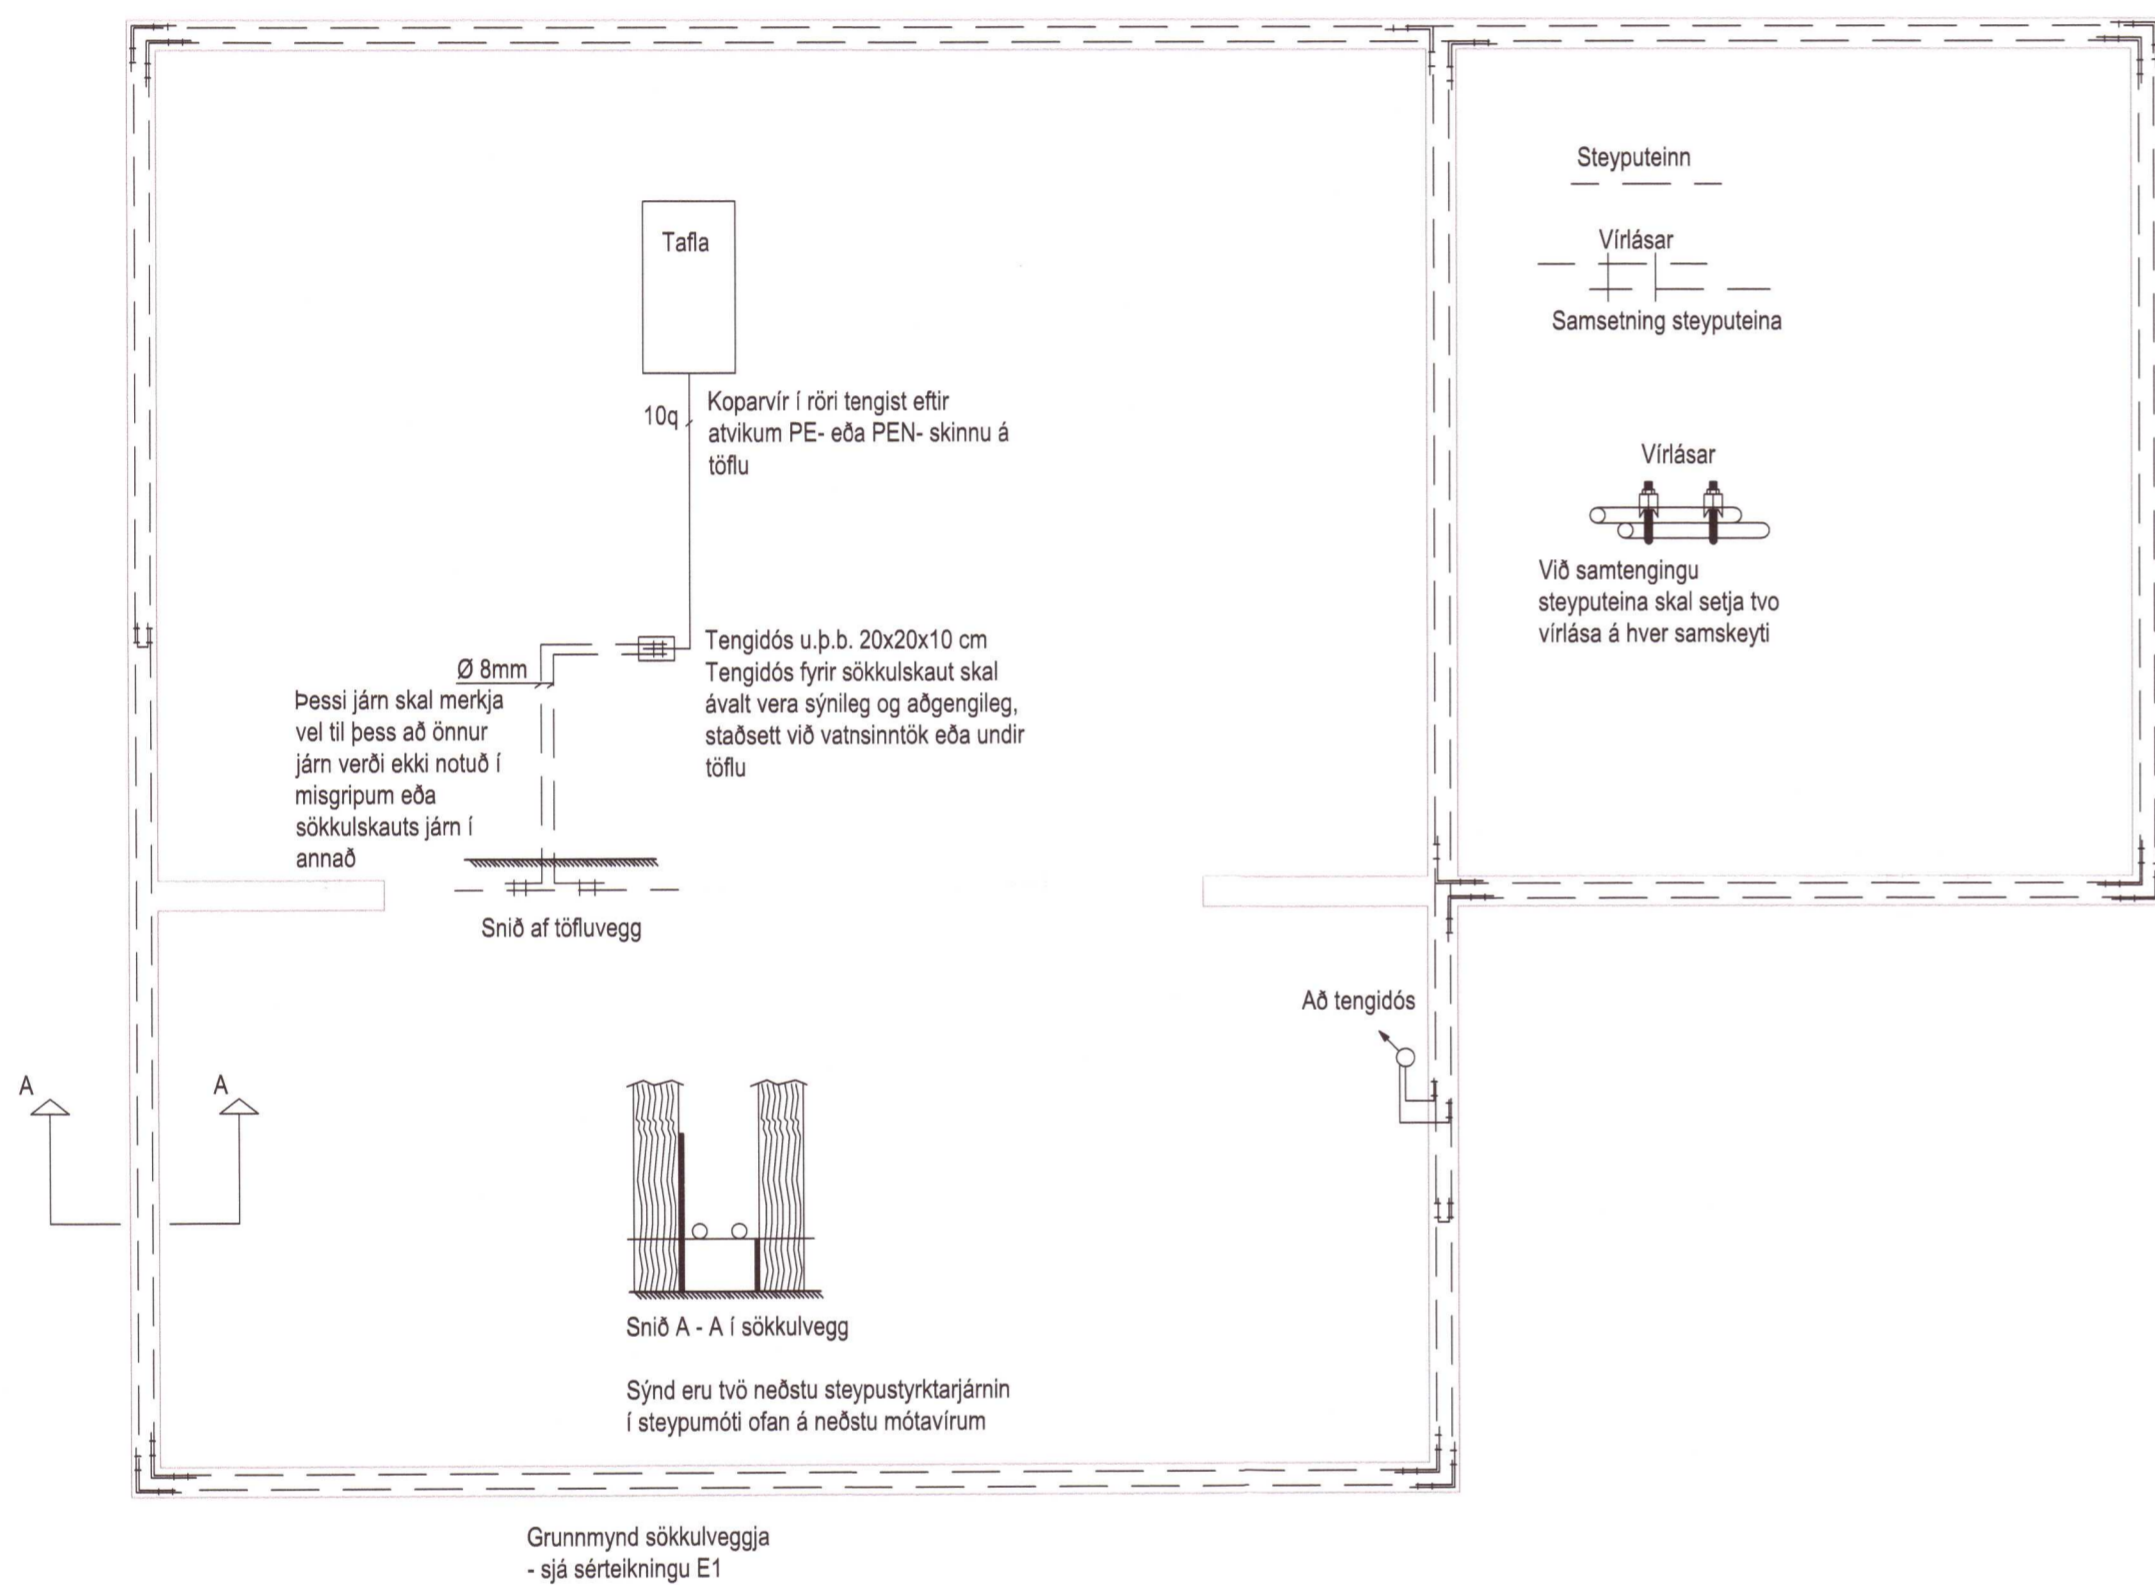 Steyputeinn
Vírlásar
Samsetning steyputeina
Tafla
10q
Koparvír í röri tengist eftir
atvikum PE- eða PEN- skinnu á
töflu
Vírlásar
Við samtengingu
steyputeina skal setja tvo
vírlása á hver samskeyti
Tengidós u.þ.b. 20x20x10 cm
Tengidós fyrir sökkulskaut skal
ávalt vera sýnileg og aðgengileg,
staðsett við vatnsinntök eða undir
töflu
Ø 8mm
Þessi járn skal merkja
vel til þess að önnur
járn verði ekki notuð í
misgripum eða
sökkulskauts járn í
annað
Snið af töfluvegg
Að tengidós
A
A
Snið A - A í sökkulvegg
Sýnd eru tvö neðstu steypustyrktarjárnin
í steypumóti ofan á neðstu mótavírum
Grunnmynd sökkulveggja
- sjá sérteikningu E1